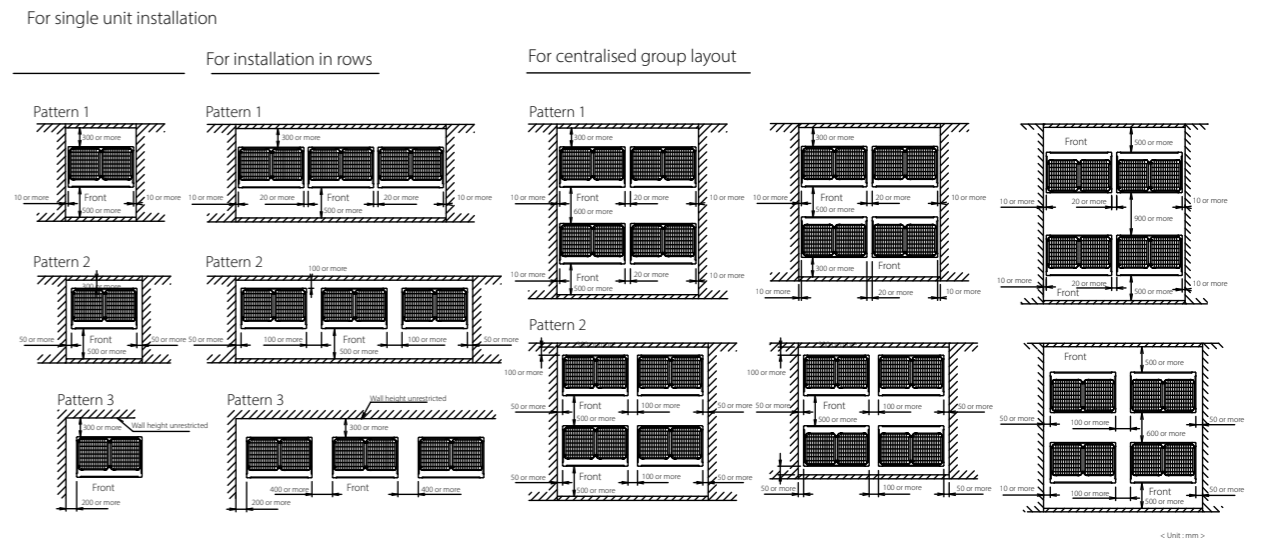 For single unit installation
For installation in rows
For centralised group layout
Pattern 1
300 or more
10 or more
Front
10 or more
500 or more
Pattern 2
300 or more
50 or more
Front
50 or more
500 or more
Pattern 3
300 or more
Wall height unrestricted
Front
200 or more
Pattern 1
300 or more
10 or more
20 or more
Front
20 or more
10 or more
500 or more
Pattern 2
100 or more
50 or more
100 or more
Front
100 or more
50 or more
500 or more
Pattern 3
Wall height unrestricted
300 or more
400 or more
Front
400 or more
200 or more
Pattern 1
300 or more
10 or more
Front
20 or more
10 or more
600 or more
10 or more
Front
20 or more
10 or more
500 or more
300 or more
10 or more
Front
20 or more
10 or more
500 or more
300 or more
Front
10 or more
20 or more
10 or more
Front
500 or more
10 or more
20 or more
10 or more
900 or more
10 or more
20 or more
10 or more
Front
500 or more
Pattern 2
100 or more
50 or more
Front
100 or more
50 or more
500 or more
50 or more
Front
100 or more
50 or more
500 or more
100 or more
50 or more
Front
100 or more
50 or more
500 or more
50 or more
100 or more
50 or more
Front
500 or more
50 or more
100 or more
50 or more
600 or more
10 or more
100 or more
Front
50 or more
500 or more
< Unit : mm >